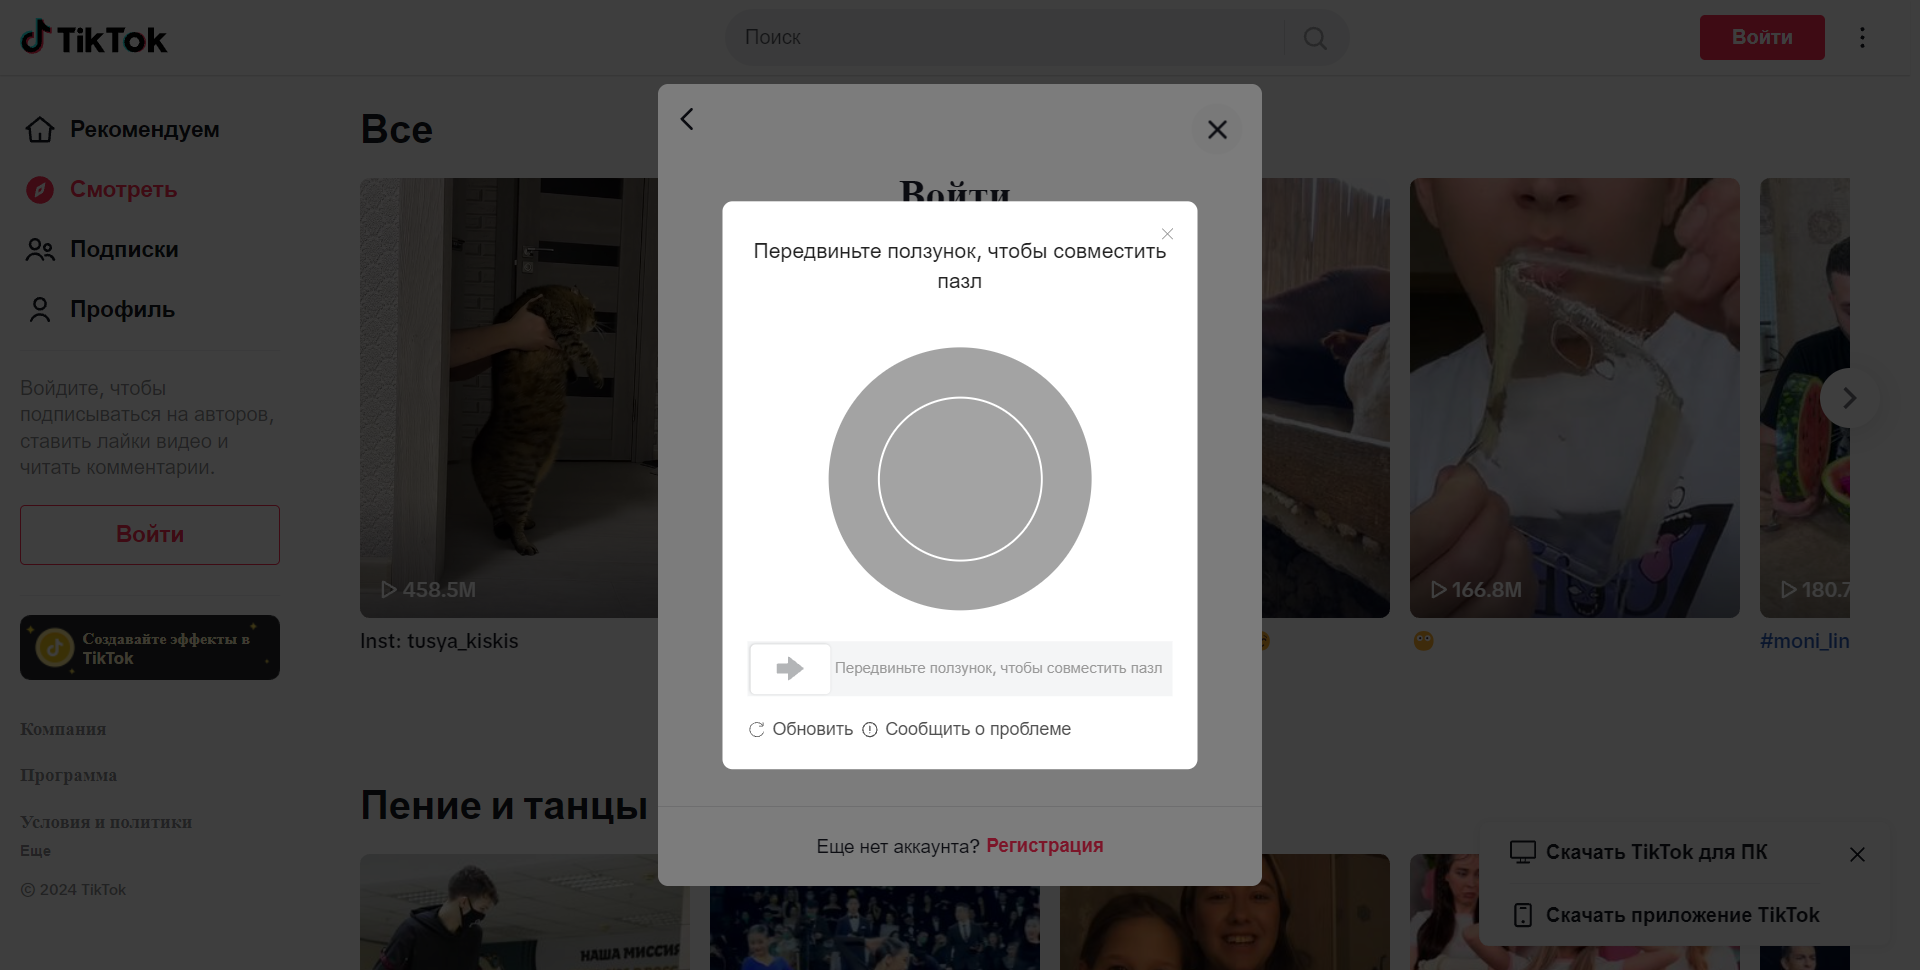 TikTok
Поиск
Войти
Рекомендуем
Смотреть
Подписки
Профиль
Войдите, чтобы
подписываться на авторов,
ставить лайки видео и
читать комментарии.
Войти
Создавайте эффекты в
TikTok
Компания
Программа
Условия и политики
Еще
© 2024 TikTok
Все
458.5M
Inst: tusya_kiskis
166.8M
180.7
#moni_lin
Пение и танцы
НАША МИССИЯ
Войти
Передвиньте ползунок, чтобы совместить
пазл
Передвиньте ползунок, чтобы совместить пазл
Обновить
Сообщить о проблеме
Еще нет аккаунта? Регистрация
Скачать TikTok для ПК
Скачать приложение TikTok